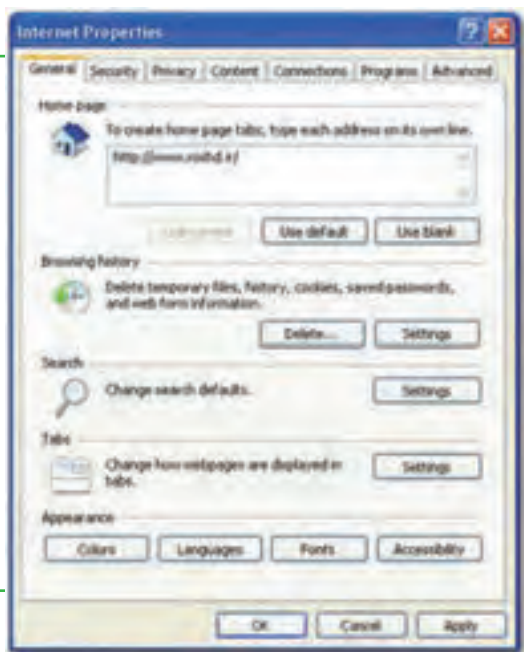 Internet Properties
General Security Privacy Content Connections Programs Advanced
Home page
To create home page tabs, type each address on its own line.
Use default Use blank
Browsing history
Delete temporary files, history, cookies, saved passwords,
and web form information.
Delete... Settings
Search
Change search defaults. Settings
Tabs
Change how webpages are displayed in
tabs.
Settings
Appearance
Colors Languages Fonts Accessibility
OK Cancel Apply